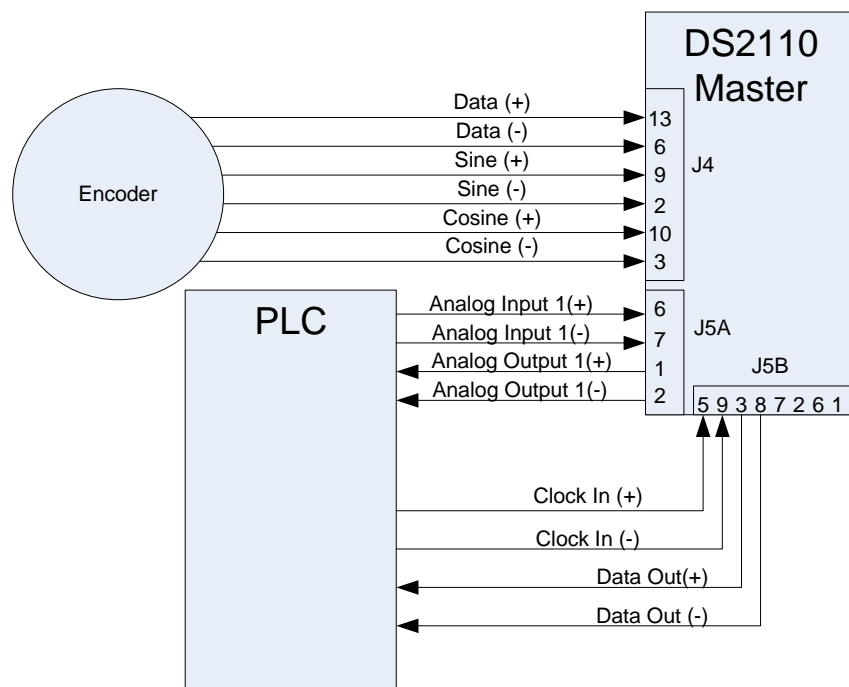 DS2110
Master
Data (+)
13
Data (-)
6
Sine (+)
9
J4
Sine (-)
2
Encoder
Cosine (+)
10
Cosine (-)
3
PLC
Analog Input 1(+)
6
Analog Input 1(-)
7
J5A
Analog Output 1(+)
1
J5B
Analog Output 1(-)
2
5 9 3 8 7 2 6 1
Clock In (+)
Clock In (-)
Data Out(+)
Data Out (-)